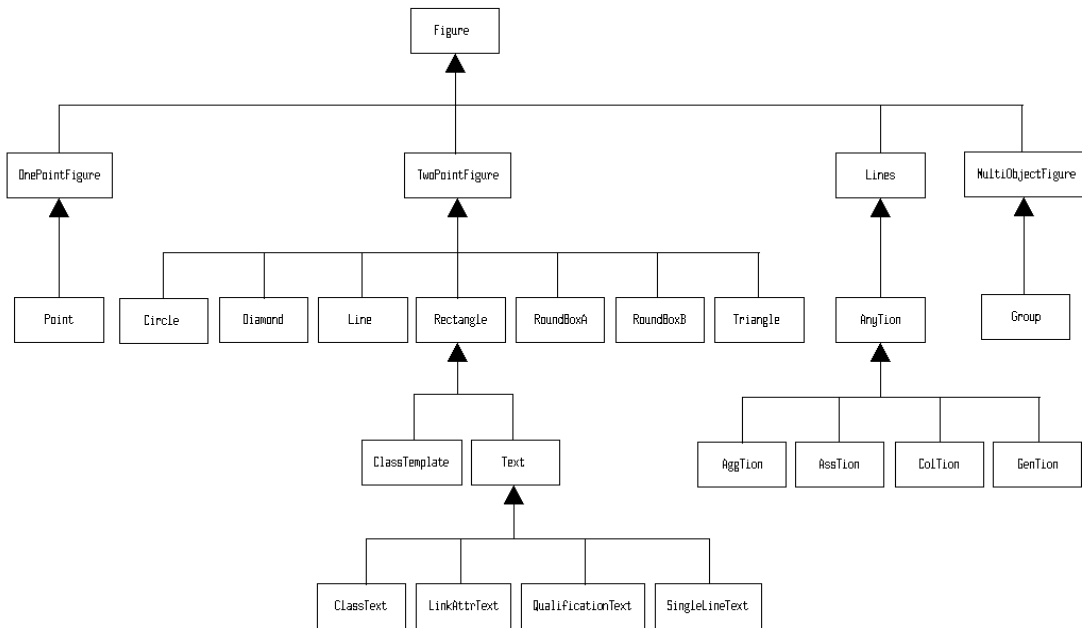 Figure
OnePointFigure
TwoPointFigure
Lines
MultiObjectFigure
Point
Circle
Diamond
Line
Rectangle
RoundBoxA
RoundBoxB
Triangle
AnyTion
Group
ClassTemplate
Text
AggTion
AssTion
ColTion
GenTion
ClassText
LinkAttrText
QualificationText
SingleLineText